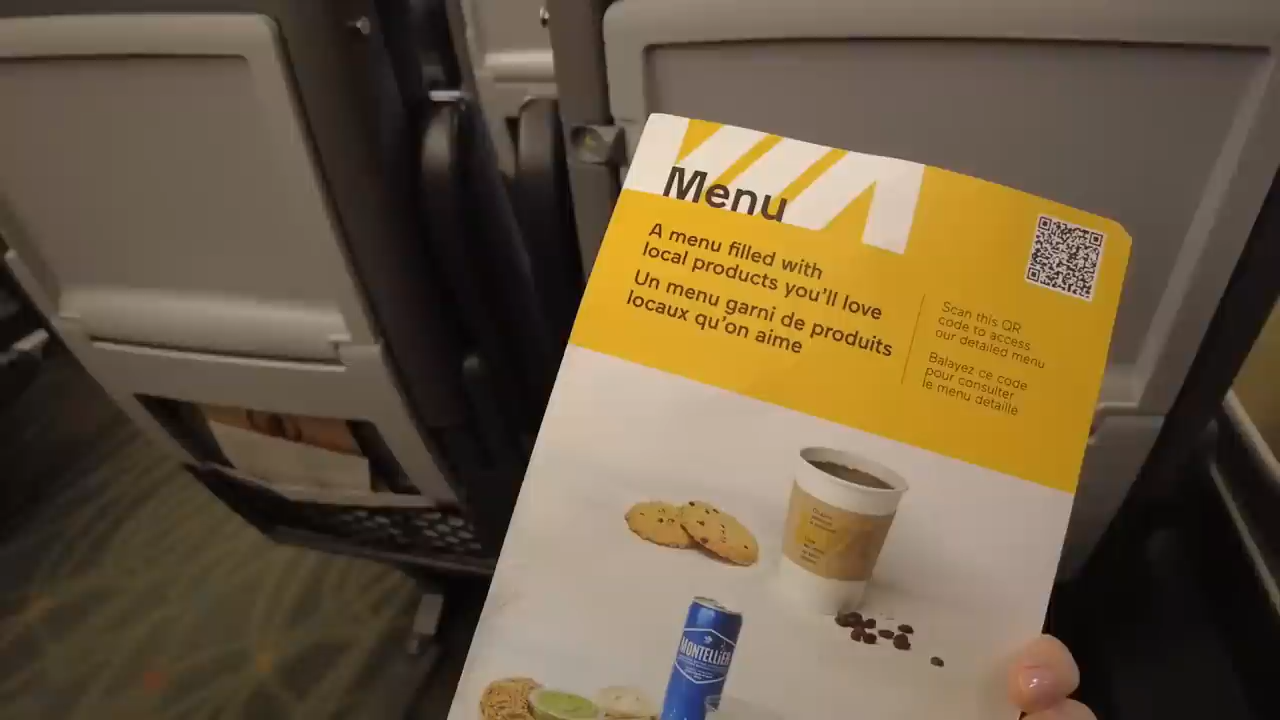 VIA
Menu
A menu filled with
local products you'll love
Un menu garni de produits
locaux qu'on aime
Scan this QR
code to access
our detailed menu
Balayez ce code
pour consulter
le menu détaillé
MONTELLIER